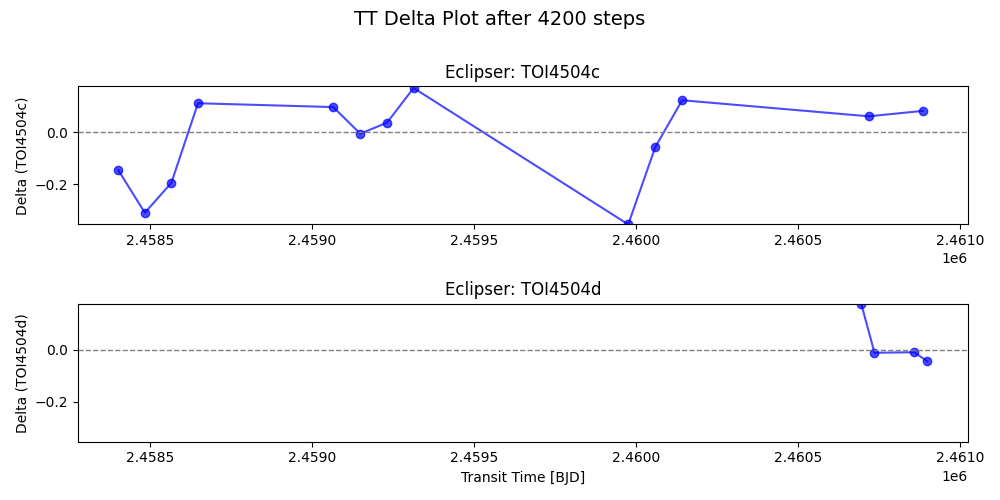 TT Delta Plot after 4200 steps
Eclipser: TOI4504c
Delta (TOI4504c)
0.0
−0.2
2.4585 2.4590 2.4595 2.4600 2.4605 2.4610
1e6
Eclipser: TOI4504d
Delta (TOI4504d)
0.0
−0.2
2.4585 2.4590 2.4595 2.4600 2.4605 2.4610
Transit Time [BJD]
1e6